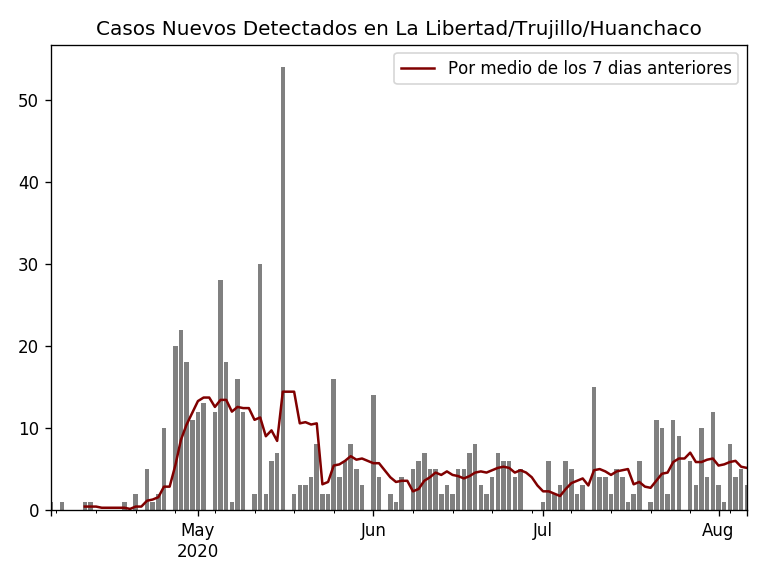 Casos Nuevos Detectados en La Libertad/Trujillo/Huanchaco
Por medio de los 7 dias anteriores
50
40
30
20
10
0
May Jun Jul Aug
2020